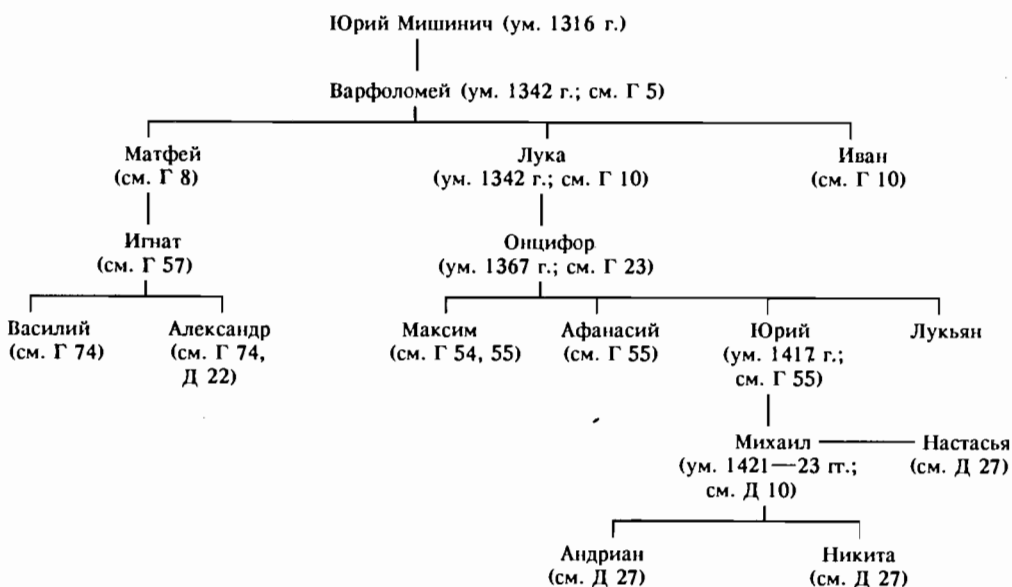 Юрий Мишинич (ум. 1316 г.)
Варфоломей (ум. 1342 г.; см. Г 5)
Матфей
(см. Г 8)
Лука
(ум. 1342 г.; см. Г 10)
Иван
(см. Г 10)
Игнат
(см. Г 57)
Онцифор
(ум. 1367 г.; см. Г 23)
Василий
(см. Г 74)
Александр
(см. Г 74,
Д 22)
Максим
(см. Г 54, 55)
Афанасий
(см. Г 55)
Юрий
(ум. 1417 г.;
см. Г 55)
Лукьян
Михаил
(ум. 1421—23 гг.;
см. Д 10)
Настасья
(см. Д 27)
Андриан
(см. Д 27)
Никита
(см. Д 27)